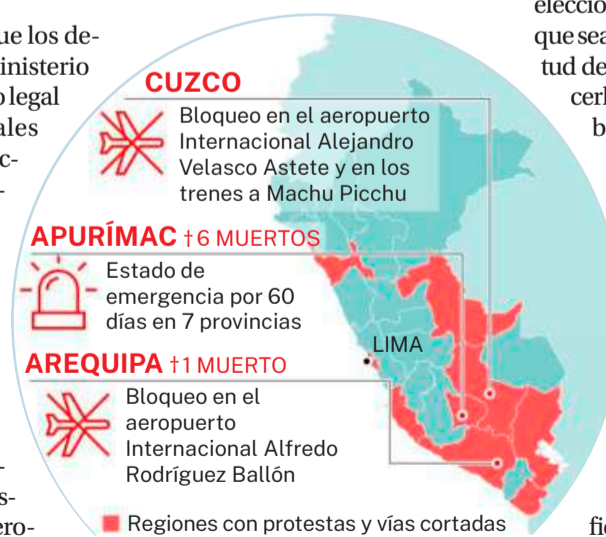 ue los de-
inisterio
o legal
ales
c-
-
eleccio
que sea
tud de
cerl
b
CUZCO
Bloqueo en el aeropuerto
Internacional Alejandro
Velasco Astete y en los
trenes a Machu Picchu
APURÍMAC †6 MUERTOS
Estado de
emergencia por 60
días en 7 provincias
LIMA
AREQUIPA †1 MUERTO
Bloqueo en el
aeropuerto
Internacional Alfredo
Rodríguez Ballón
Regiones con protestas y vías cortadas
-
s-
ero-
fi